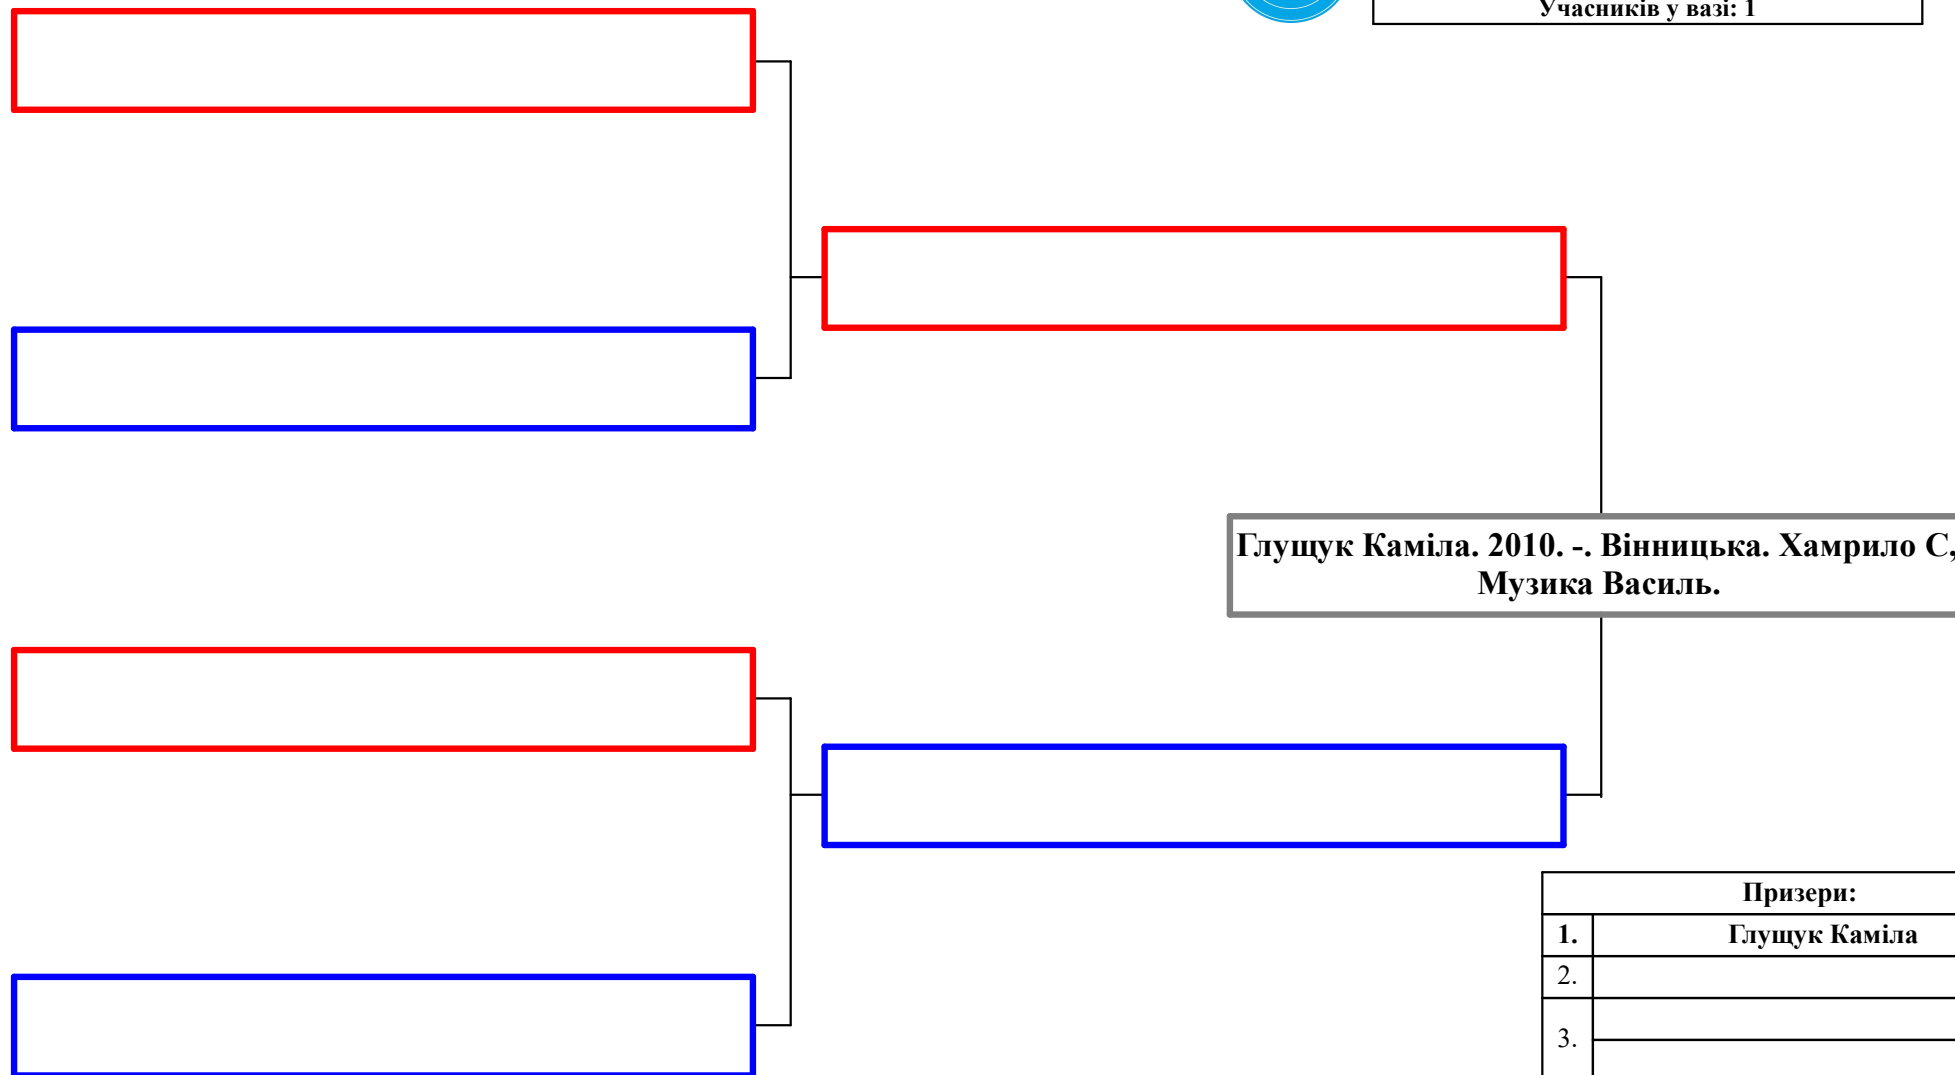 Учасників у вазі: 1
Глущук Каміла. 2010. -. Вінницька. Хамрило С,
Музика Василь.
Призери:
1. Глущук Каміла
2.
3.